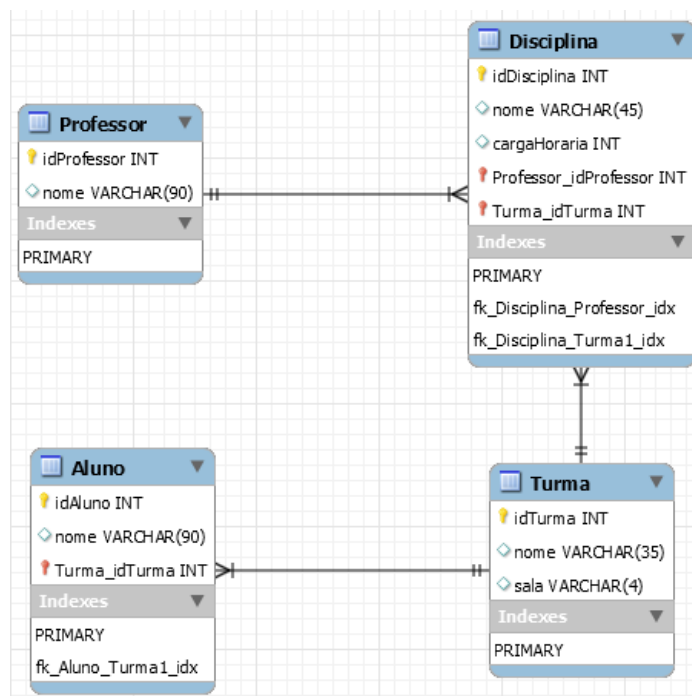 Professor
idProfessor INT
nome VARCHAR(90)
Indexes
PRIMARY
Disciplina
idDisciplina INT
nome VARCHAR(45)
cargaHoraria INT
Professor_idProfessor INT
Turma_idTurma INT
Indexes
PRIMARY
fk_Disciplina_Professor_idx
fk_Disciplina_Turma1_idx
Aluno
idAluno INT
nome VARCHAR(90)
Turma_idTurma INT
Indexes
PRIMARY
fk_Aluno_Turma1_idx
Turma
idTurma INT
nome VARCHAR(35)
sala VARCHAR(4)
Indexes
PRIMARY